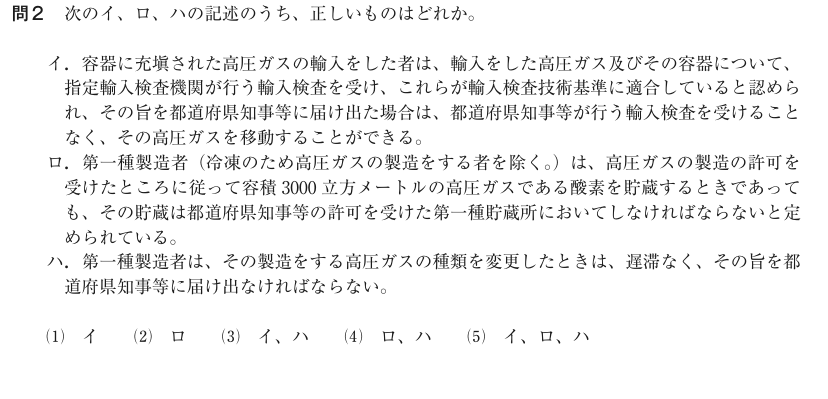 問２　次のイ、ロ、ハの記述のうち、正しいものはどれか。
イ．容器に充塡された高圧ガスの輸入をした者は、輸入をした高圧ガス及びその容器について、
指定輸入検査機関が行う輸入検査を受け、これらが輸入検査技術基準に適合していると認めら
れ、その旨を都道府県知事等に届け出た場合は、都道府県知事等が行う輸入検査を受けること
なく、その高圧ガスを移動することができる。
ロ．第一種製造者（冷凍のため高圧ガスの製造をする者を除く。）は、高圧ガスの製造の許可を
受けたところに従って容積 3000 立方メートルの高圧ガスである酸素を貯蔵するときであって
も、その貯蔵は都道府県知事等の許可を受けた第一種貯蔵所においてしなければならないと定
められている。
ハ．第一種製造者は、その製造をする高圧ガスの種類を変更したときは、遅滞なく、その旨を都
道府県知事等に届け出なければならない。
(1)　イ　　(2)　ロ　　(3)　イ、ハ　　(4)　ロ、ハ　　(5)　イ、ロ、ハ